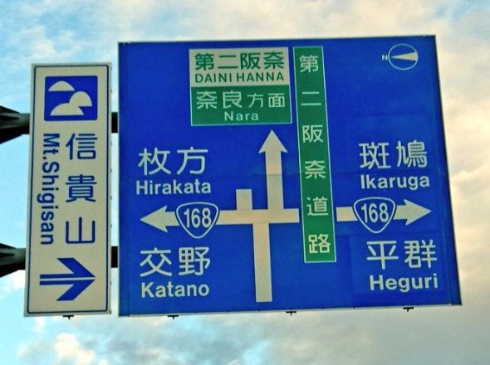 信貴山
Mt.Shigisan
第二阪奈
DAINI HANNA
奈良方面
Nara
第二阪奈道路
N
枚方
Hirakata
斑鳩
Ikaruga
168
168
交野
Katano
平群
Heguri